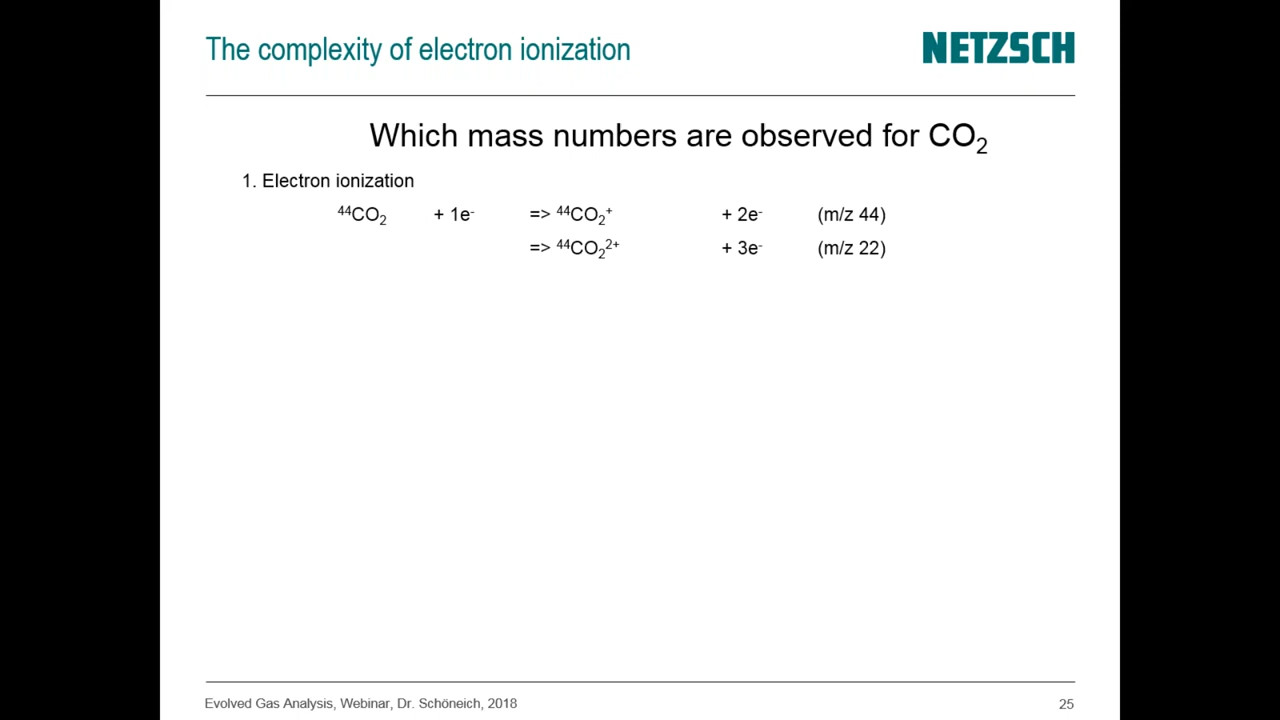 The complexity of electron ionization
NETZSCH
Which mass numbers are observed for CO₂
1. Electron ionization
⁴⁴CO₂ + 1e⁻ => ⁴⁴CO₂⁺ + 2e⁻ (m/z 44)
=> ⁴⁴CO₂²⁺ + 3e⁻ (m/z 22)
Evolved Gas Analysis, Webinar, Dr. Schöneich, 2018
25